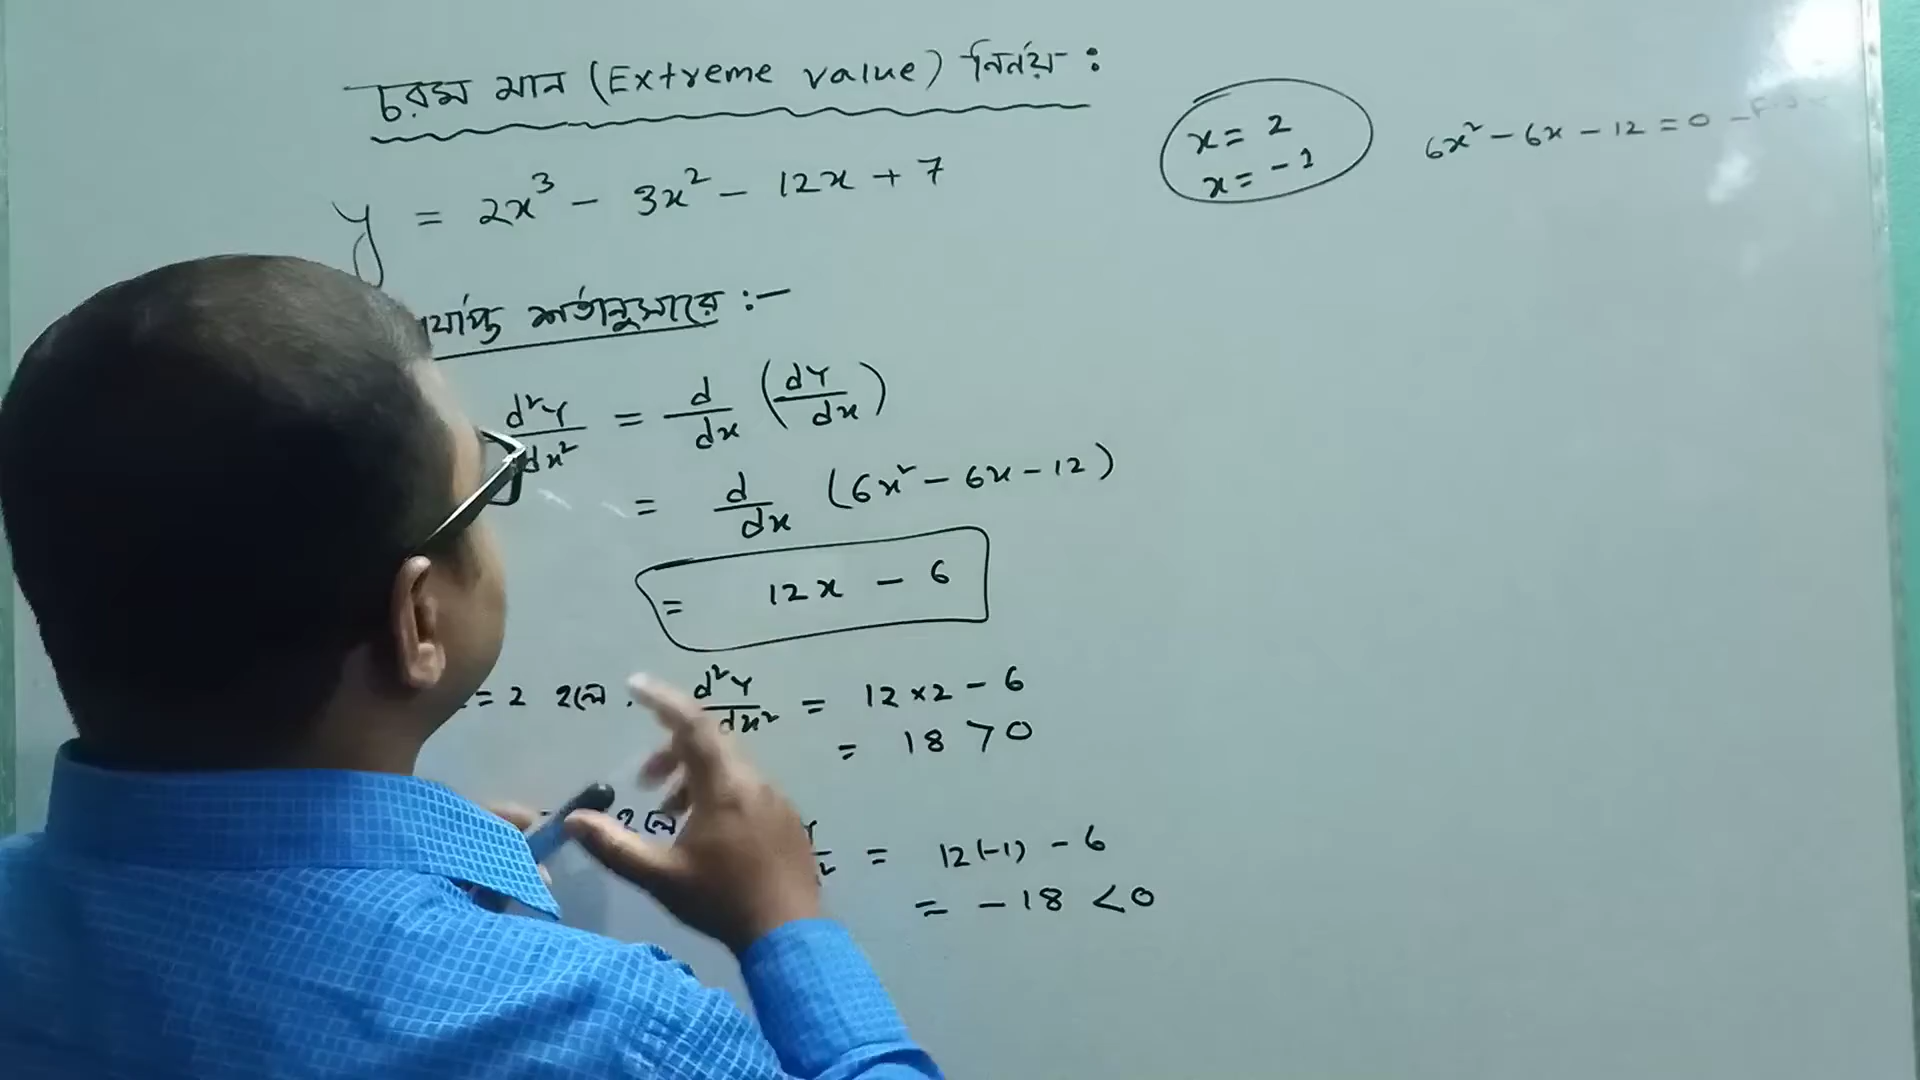 চরম মান (Extreme value) নির্নয় :
x = 2
x = -1
6x² - 6x - 12 = 0
y = 2x³ - 3x² - 12x + 7
শর্তানুসারে :-
d²y/dx² = d/dx (dy/dx)
= d/dx (6x² - 6x - 12)
= 12x - 6
= 2 হলে . d²y/dx² = 12 × 2 - 6
= 18 > 0
হলে = 12(-1) - 6
= -18 < 0